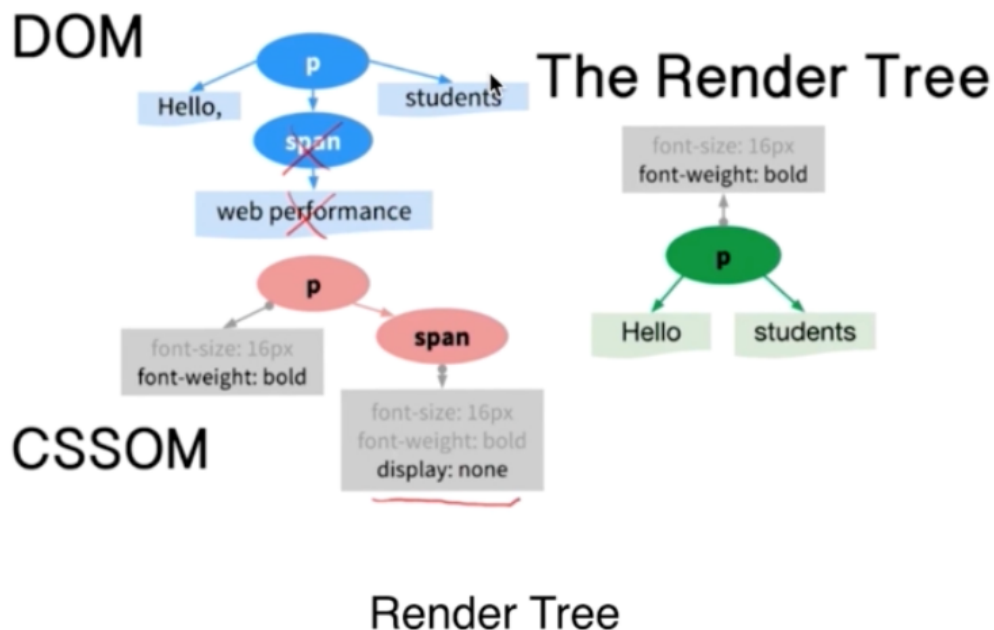 DOM
p
Hello,
students
span
web performance
p
font-size: 16px
font-weight: bold
span
font-size: 16px
font-weight: bold
display: none
CSSOM
The Render Tree
font-size: 16px
font-weight: bold
p
Hello
students
Render Tree